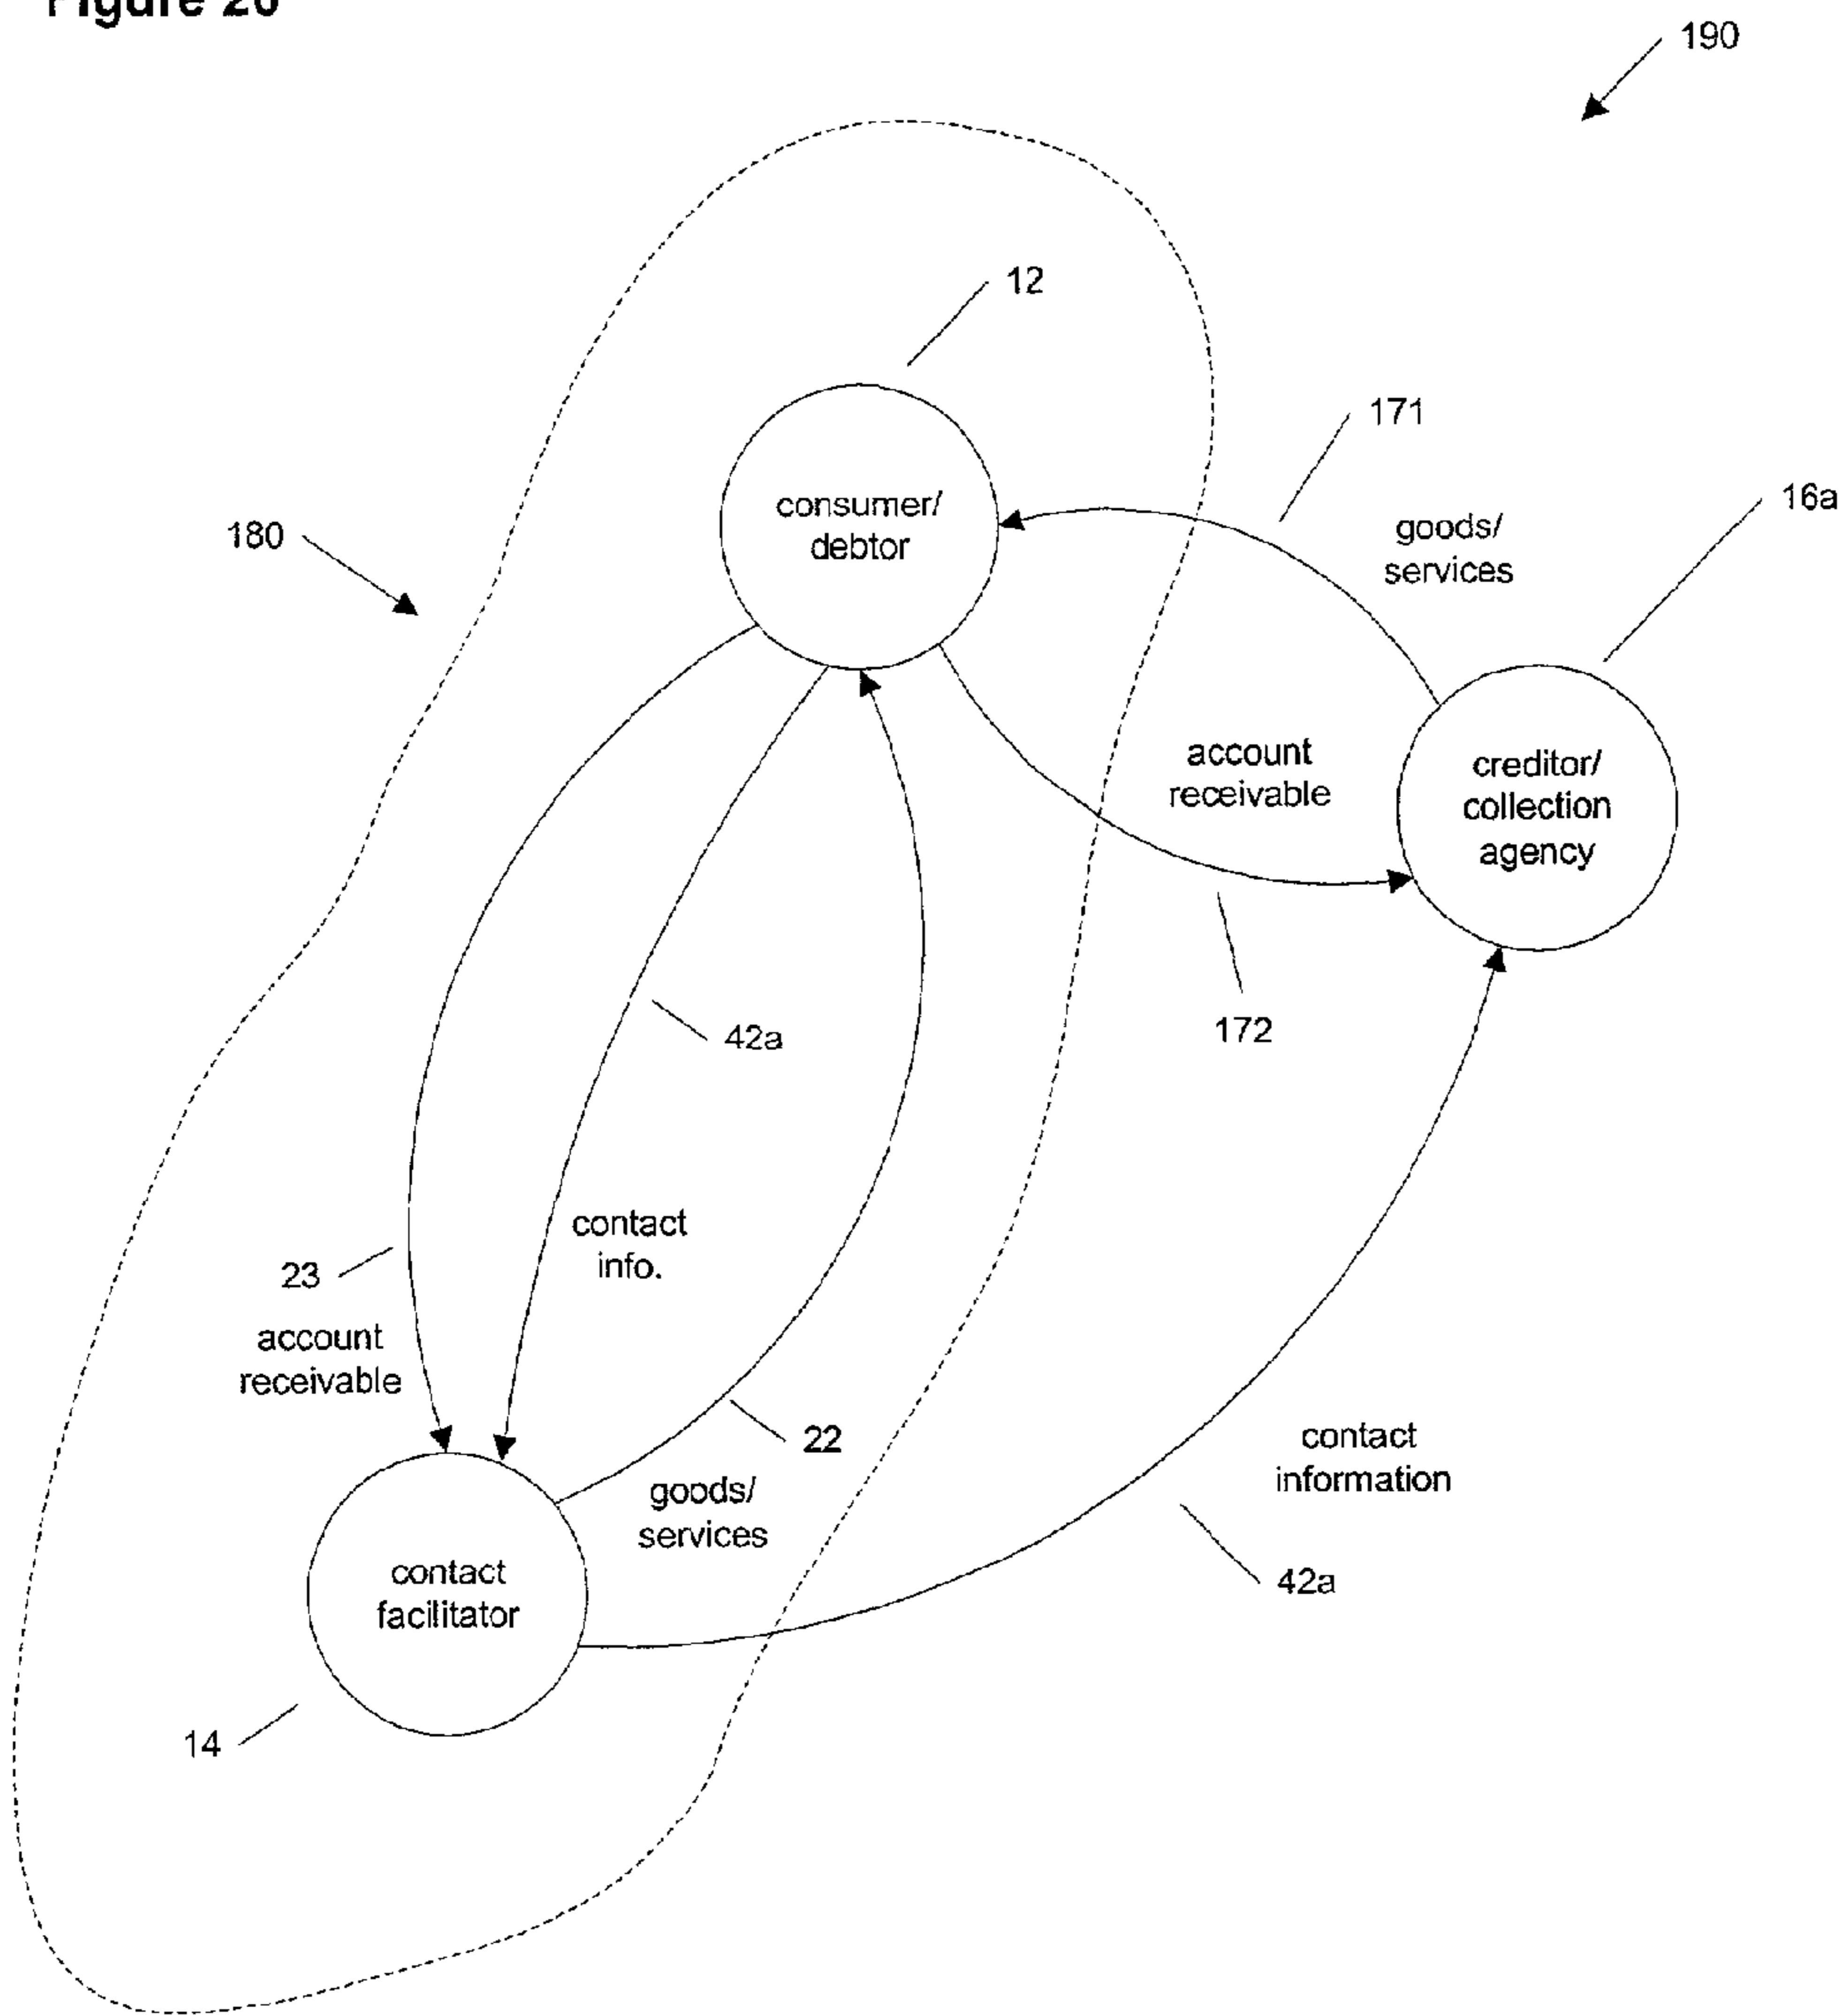 Figure 20
190
12
171
16a
consumer/
debtor
goods/
services
180
account
receivable
creditor/
collection
agency
42a
172
contact
info.
23
account
receivable
22
goods/
services
contact
information
contact
facilitator
42a
14